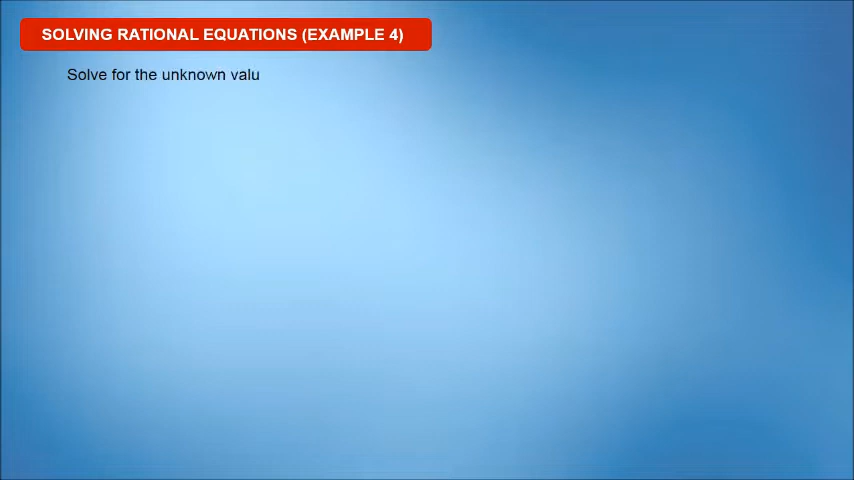 SOLVING RATIONAL EQUATIONS (EXAMPLE 4)
Solve for the unknown valu